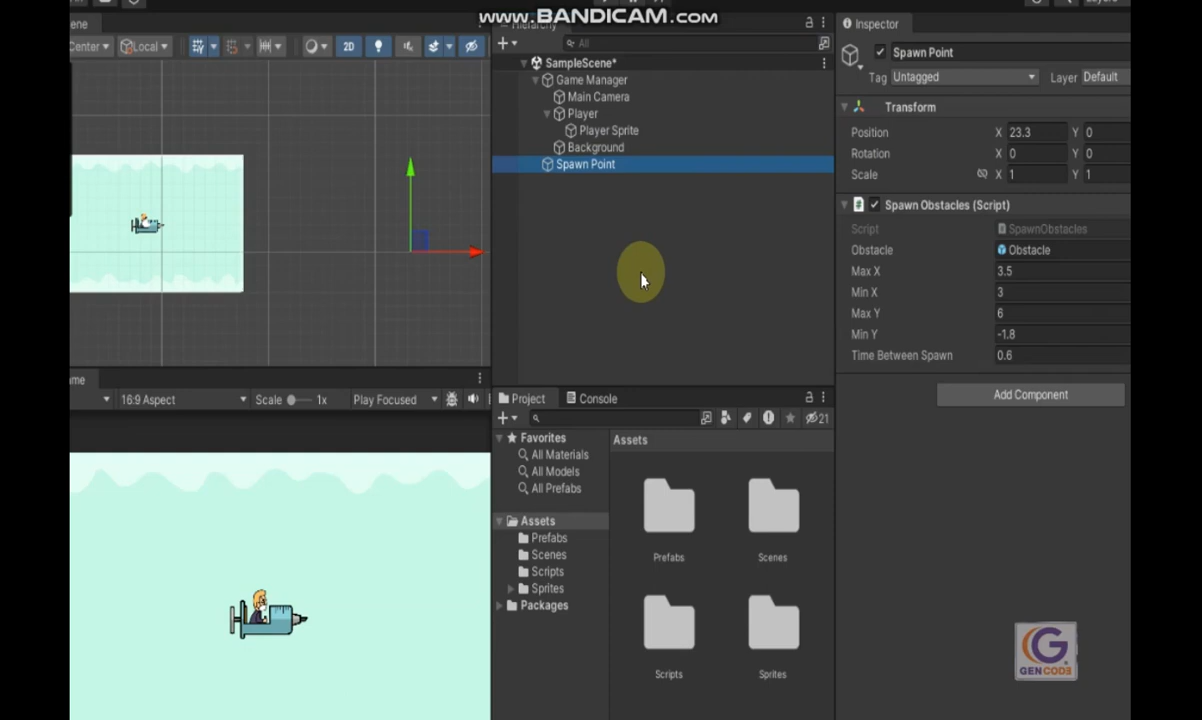 www.BANDICAM.com
Hierarchy
All
SampleScene*
Game Manager
Main Camera
Player
Player Sprite
Background
Spawn Point
Center
Local
2D
16:9 Aspect
Scale
1x
Play Focused
Project
Console
21
Favorites
All Materials
All Models
All Prefabs
Assets
Prefabs
Scenes
Scripts
Sprites
Packages
Assets
Prefabs
Scenes
Scripts
Sprites
Inspector
Spawn Point
Tag Untagged Layer Default
Transform
Position X 23.3 Y 0
Rotation X 0 Y 0
Scale X 1 Y 1
# Spawn Obstacles (Script)
Script SpawnObstacles
Obstacle Obstacle
Max X 3.5
Min X 3
Max Y 6
Min Y -1.8
Time Between Spawn 0.6
Add Component
G
GENCODE